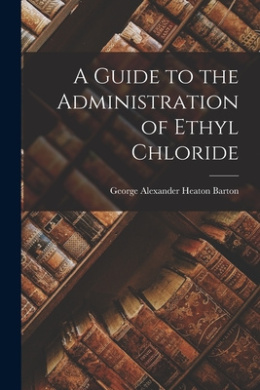 A Guide to the
Administration
of Ethyl
Chloride
George Alexander Heaton Barton